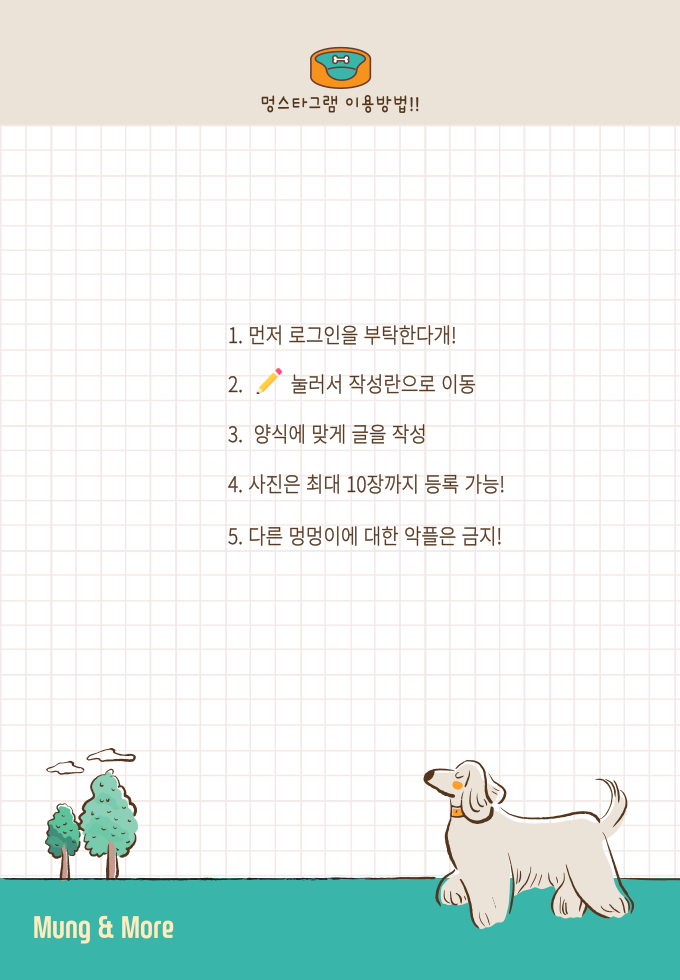 멍스타그램 이용방법!!
1. 먼저 로그인을 부탁한다개!
2. 눌러서 작성란으로 이동
3. 양식에 맞게 글을 작성
4. 사진은 최대 10장까지 등록 가능!
5. 다른 멍멍이에 대한 악플은 금지!
Mung & More